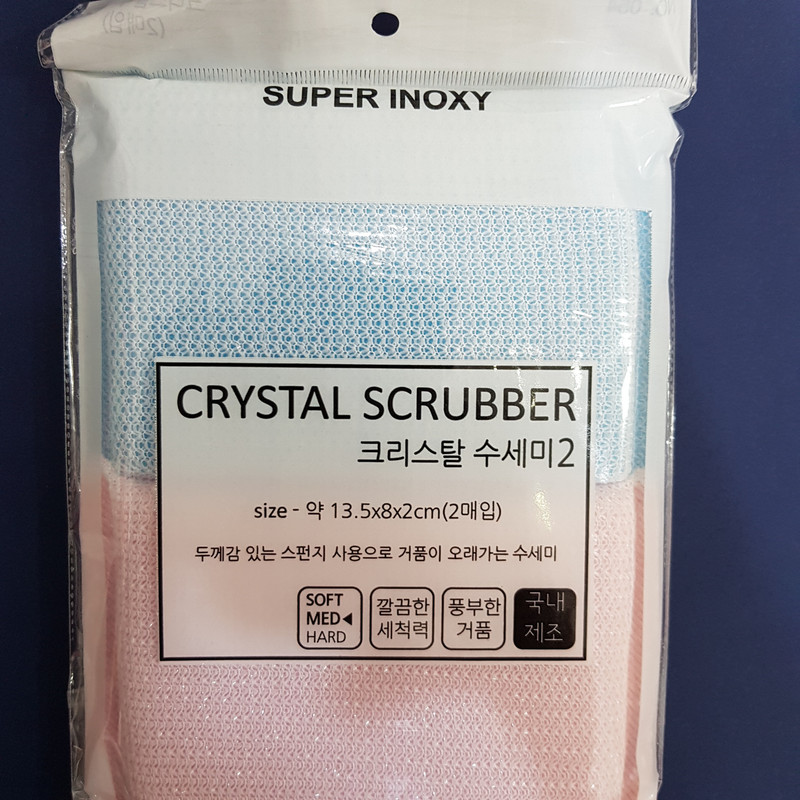 SUPER INOXY
CRYSTAL SCRUBBER
크리스탈 수세미2
size - 약 13.5x8x2cm(2매입)
두께감 있는 스펀지 사용으로 거품이 오래가는 수세미
SOFT
MED◀
HARD
깔끔한
세척력
풍부한
거품
국내
제조